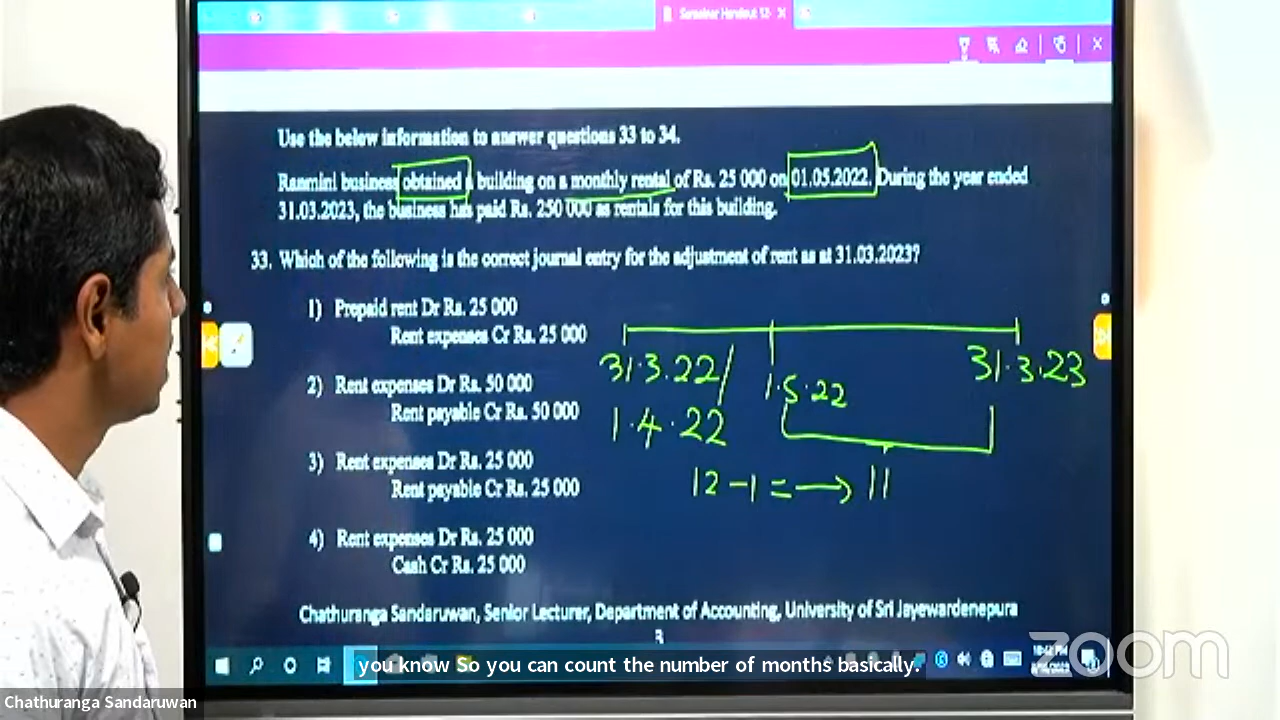 Seminar Handout 12-
Use the below information to answer questions 33 to 34.
Ranmini business obtained a building on a monthly rental of Rs. 25 000 on 01.05.2022. During the year ended
31.03.2023, the business has paid Rs. 250 000 as rentals for this building.
33. Which of the following is the correct journal entry for the adjustment of rent as at 31.03.2023?
1) Prepaid rent Dr Rs. 25 000
Rent expenses Cr Rs. 25 000
2) Rent expenses Dr Rs. 50 000
Rent payable Cr Rs. 50 000
3) Rent expenses Dr Rs. 25 000
Rent payable Cr Rs. 25 000
4) Rent expenses Dr Rs. 25 000
Cash Cr Rs. 25 000
31.3.22/
1.4.22
1.5.22
31.3.23
12 - 1 = → 11
Chathuranga Sandaruwan, Senior Lecturer, Department of Accounting, University of Sri Jayewardenepura
3
you know So you can count the number of months basically.
zoom
Chathuranga Sandaruwan